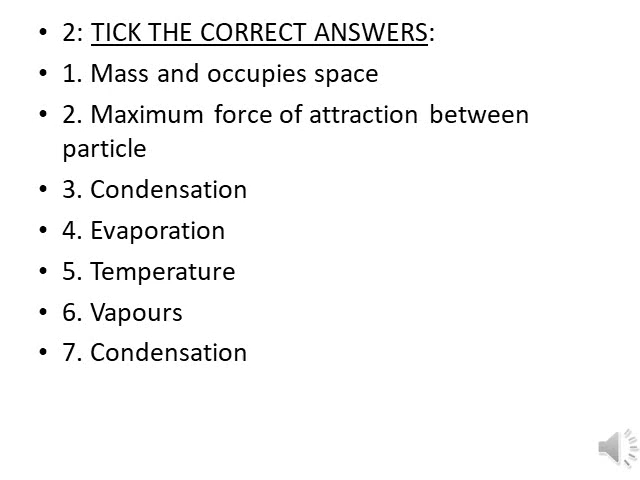 • 2: TICK THE CORRECT ANSWERS:
• 1. Mass and occupies space
• 2. Maximum force of attraction between
particle
• 3. Condensation
• 4. Evaporation
• 5. Temperature
• 6. Vapours
• 7. Condensation